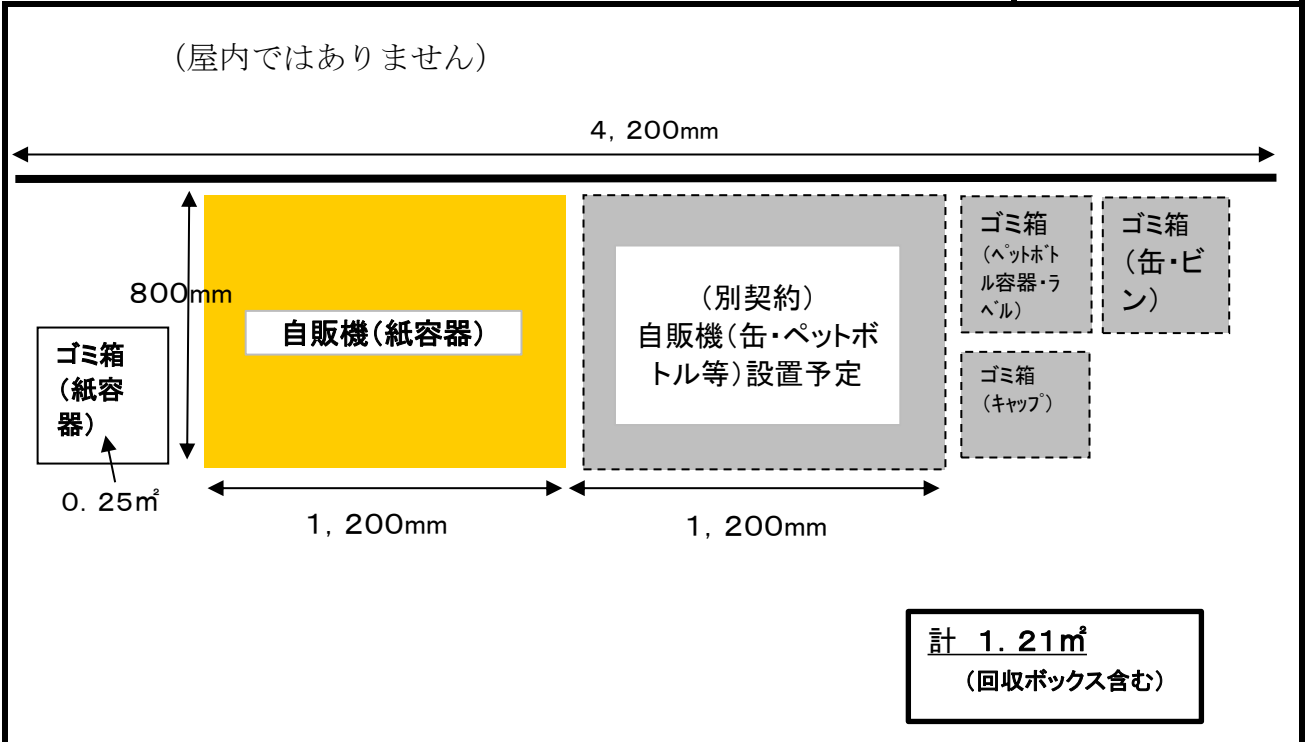 (屋内ではありません)
4,200mm
800mm
ゴミ箱
(紙容
器)
0.25㎡
自販機(紙容器)
1,200mm
(別契約)
自販機(缶・ペットボ
トル等)設置予定
1,200mm
ゴミ箱
(ペットボト
ル容器・ラ
ベル)
ゴミ箱
(缶・ビ
ン)
ゴミ箱
(キャップ)
計 1.21㎡
(回収ボックス含む)